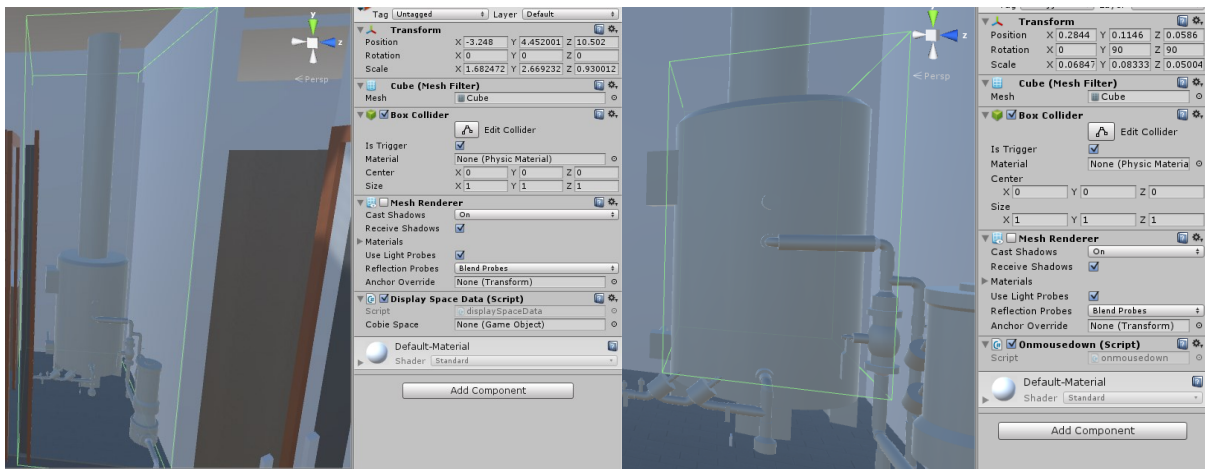 y
z
Persp
Tag Untagged Layer Default
Transform
Position X -3.248 Y 4.452001 Z 10.502
Rotation X 0 Y 0 Z 0
Scale X 1.682472 Y 2.669232 Z 0.930012
Cube (Mesh Filter)
Mesh Cube
Box Collider
Edit Collider
Is Trigger
Material None (Physic Material)
Center X 0 Y 0 Z 0
Size X 1 Y 1 Z 1
Mesh Renderer
Cast Shadows On
Receive Shadows
Materials
Use Light Probes
Reflection Probes Blend Probes
Anchor Override None (Transform)
Display Space Data (Script)
Script displaySpaceData
Cobie Space None (Game Object)
Default-Material
Shader Standard
Add Component
y
z
Persp
Transform
Position X 0.2844 Y 0.1146 Z 0.0586
Rotation X 0 Y 90 Z 90
Scale X 0.06847 Y 0.08333 Z 0.05004
Cube (Mesh Filter)
Mesh Cube
Box Collider
Edit Collider
Is Trigger
Material None (Physic Materia
Center
X 0 Y 0 Z 0
Size
X 1 Y 1 Z 1
Mesh Renderer
Cast Shadows On
Receive Shadows
Materials
Use Light Probes
Reflection Probes Blend Probes
Anchor Override None (Transform)
Onmousedown (Script)
Script onmousedown
Default-Material
Shader Standard
Add Component